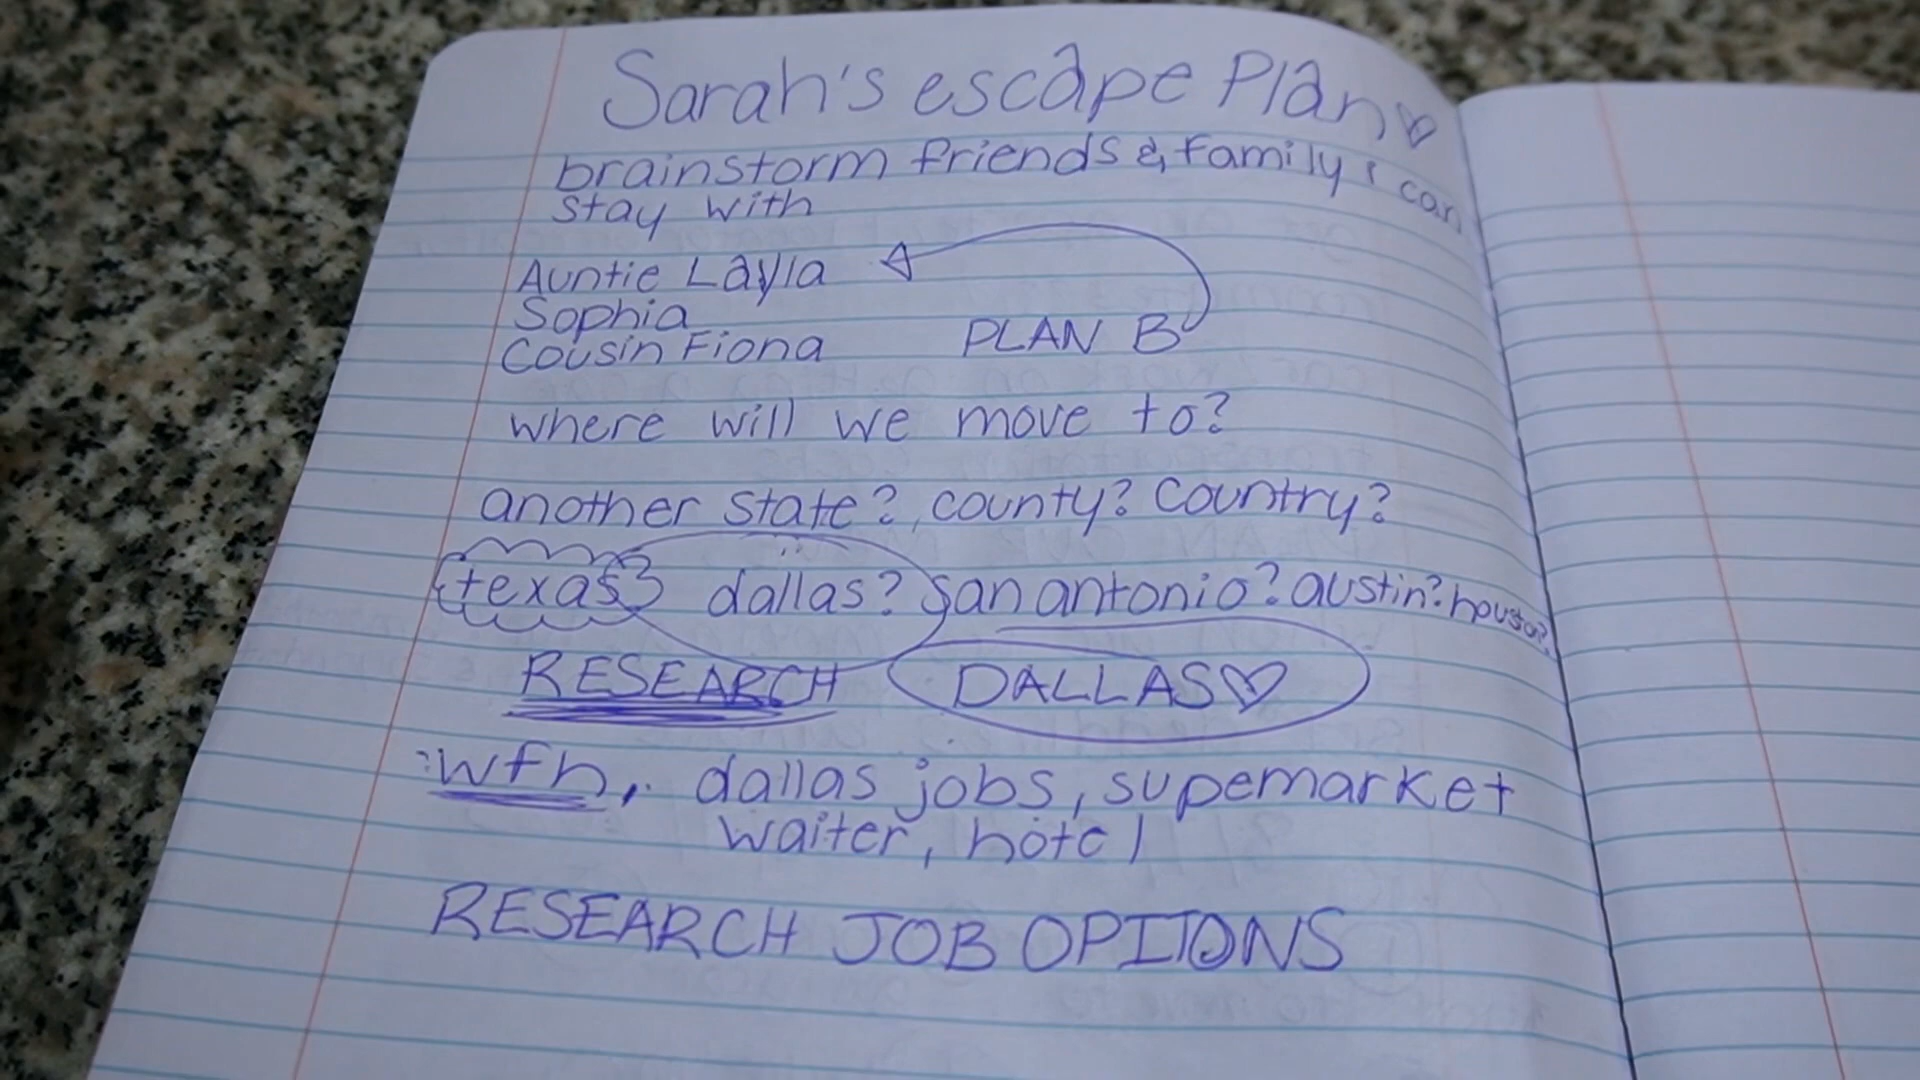 Sarah's escape Plan♡
brainstorm friends & family I can
stay with
Auntie Layla
Sophia
Cousin Fiona PLAN B
where will we move to?
another state? county? Country?
texas? dallas? San antonio? austin? housto?
RESEARCH DALLAS♡
wfh, dallas jobs, supemarket
waiter, hotel
RESEARCH JOB OPITONS